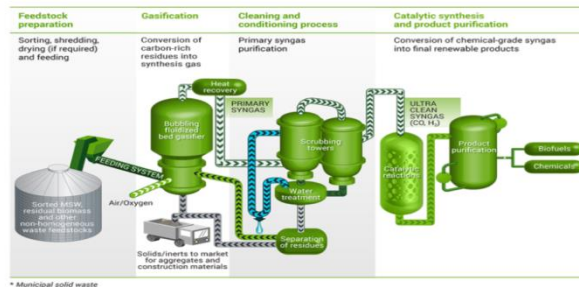 Feedstock
preparation
Sorting, shredding,
drying (if required)
and feeding
Gasification
Conversion of
carbon-rich
residues into
synthesis gas
Cleaning and
conditioning process
Primary syngas
purification
Catalytic synthesis
and product purification
Conversion of chemical-grade syngas
into final renewable products
Heat
recovery
PRIMARY
SYNGAS
Bubbling
fluidized
bed gasifier
Scrubbing
towers
ULTRA
CLEAN
SYNGAS
(CO, H₂)
Product
purification
Biofuels
Chemicals
Catalytic
reactions
FEEDING SYSTEM
Air/Oxygen
Water
treatment
Sorted MSW,
residual biomass
and other
non-homogeneous
waste feedstocks
Solids/inerts to market
for aggregates and
construction materials
Separation
of residues
* Municipal solid waste